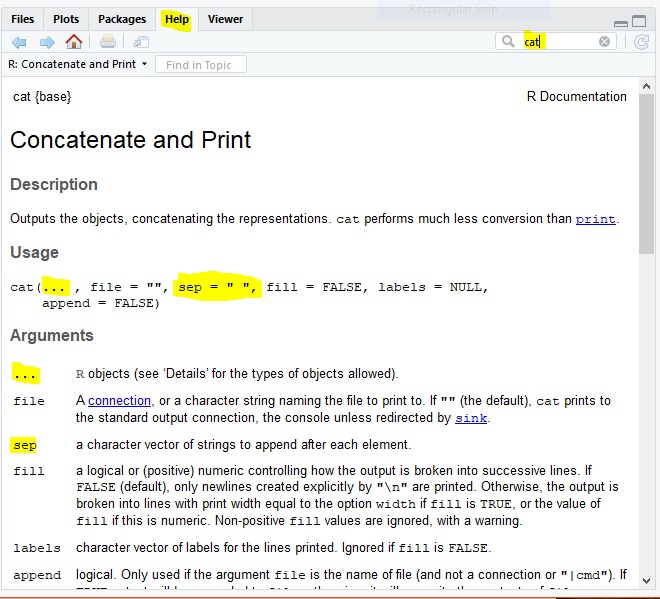 Rectangular Snip
Files Plots Packages Help Viewer
cat
R: Concatenate and Print Find in Topic
cat {base} R Documentation
Concatenate and Print
Description
Outputs the objects, concatenating the representations. cat performs much less conversion than print.
Usage
cat(... , file = "", sep = " ", fill = FALSE, labels = NULL,
append = FALSE)
Arguments
... R objects (see ‘Details’ for the types of objects allowed).
file A connection, or a character string naming the file to print to. If "" (the default), cat prints to
the standard output connection, the console unless redirected by sink.
sep a character vector of strings to append after each element.
fill a logical or (positive) numeric controlling how the output is broken into successive lines. If
FALSE (default), only newlines created explicitly by "\n" are printed. Otherwise, the output is
broken into lines with print width equal to the option width if fill is TRUE, or the value of
fill if this is numeric. Non-positive fill values are ignored, with a warning.
labels character vector of labels for the lines printed. Ignored if fill is FALSE.
append logical. Only used if the argument file is the name of file (and not a connection or "|cmd"). If